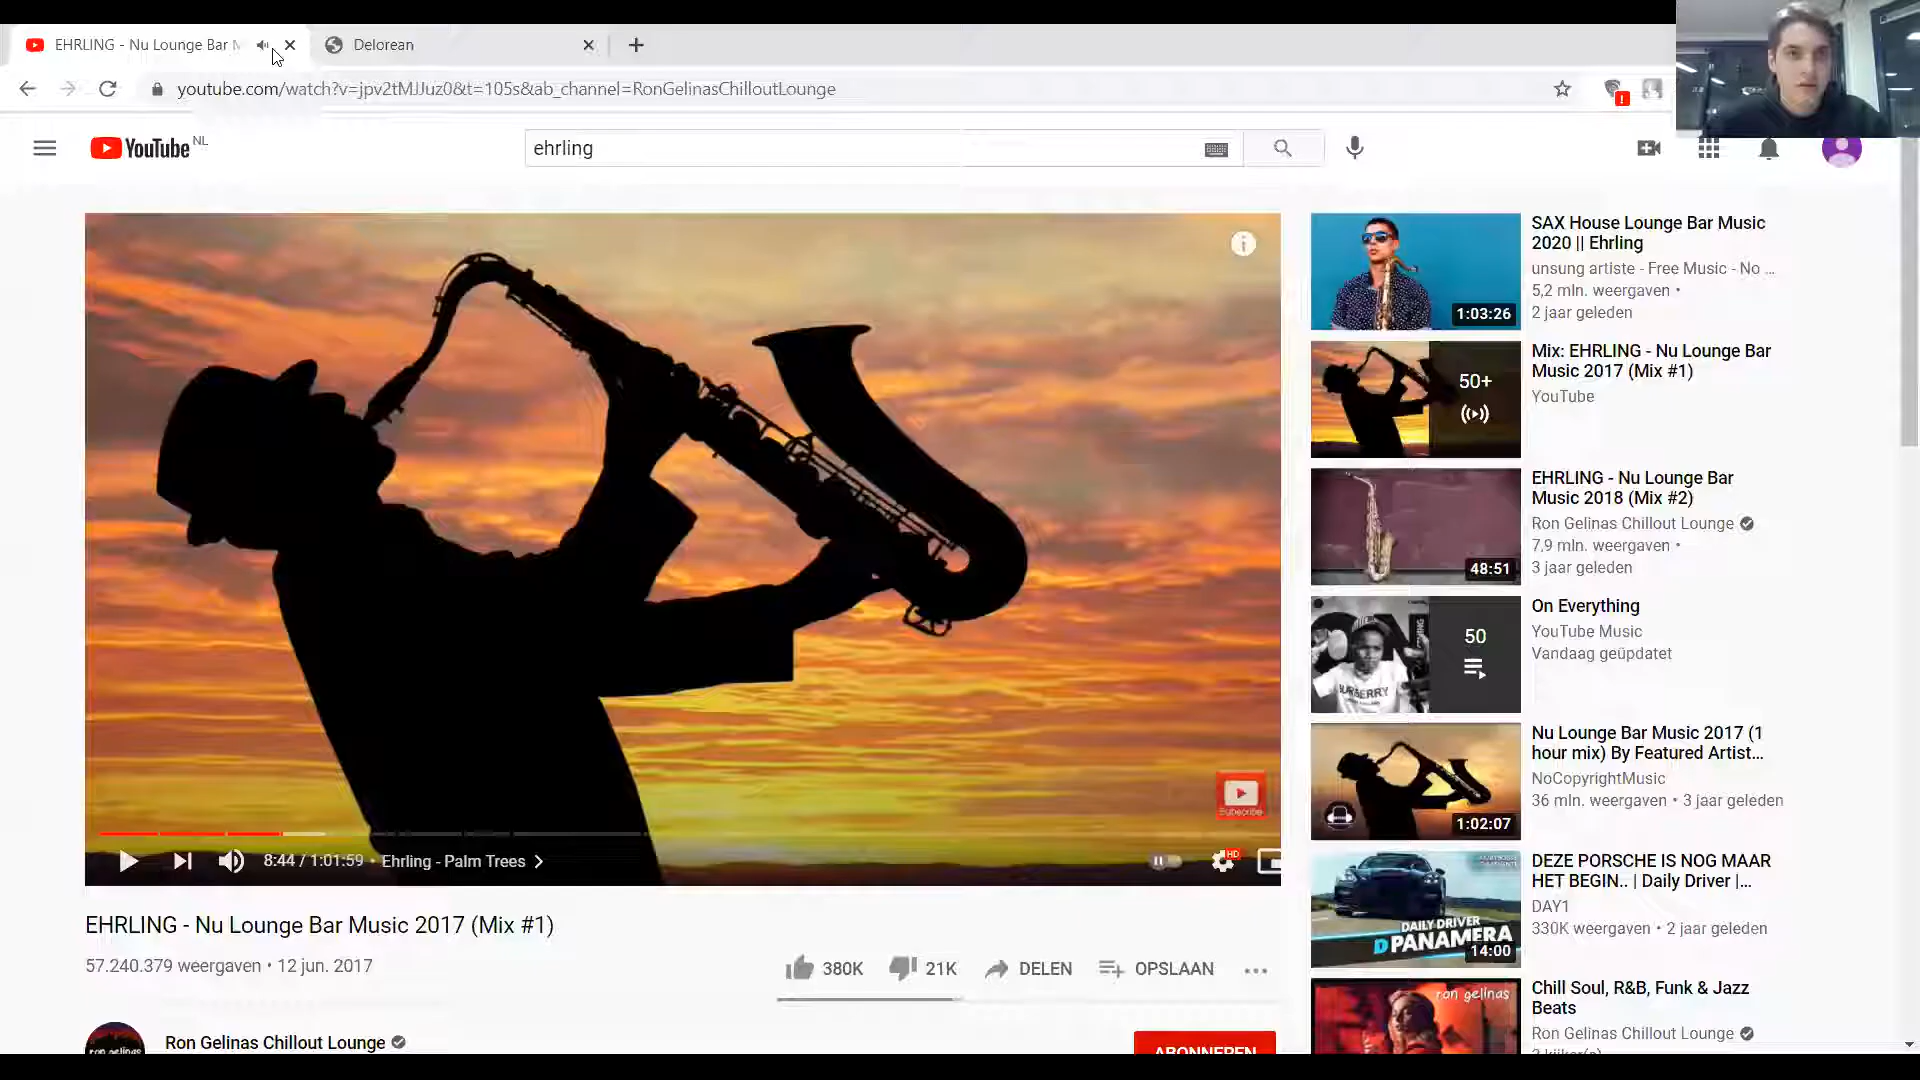 EHRLING - Nu Lounge Bar M
Delorean
youtube.com/watch?v=jpv2tMJJuz0&t=105s&ab_channel=RonGelinasChilloutLounge
YouTube NL
ehrling
Subscribe
8:44 / 1:01:59 • Ehrling - Palm Trees
HD
EHRLING - Nu Lounge Bar Music 2017 (Mix #1)
57.240.379 weergaven • 12 jun. 2017
380K
21K
DELEN
OPSLAAN
ron gelinas
Ron Gelinas Chillout Lounge
ABONNEREN
1:03:26
SAX House Lounge Bar Music
2020 || Ehrling
unsung artiste - Free Music - No ...
5,2 mln. weergaven •
2 jaar geleden
50+
Mix: EHRLING - Nu Lounge Bar
Music 2017 (Mix #1)
YouTube
48:51
EHRLING - Nu Lounge Bar
Music 2018 (Mix #2)
Ron Gelinas Chillout Lounge
7,9 mln. weergaven •
3 jaar geleden
BURBERRY
50
On Everything
YouTube Music
Vandaag geüpdatet
1:02:07
Nu Lounge Bar Music 2017 (1
hour mix) By Featured Artist...
NoCopyrightMusic
36 mln. weergaven • 3 jaar geleden
DAILY DRIVER
PANAMERA
14:00
DEZE PORSCHE IS NOG MAAR
HET BEGIN.. | Daily Driver |...
DAY1
330K weergaven • 2 jaar geleden
ron gelinas
Chill Soul, R&B, Funk & Jazz
Beats
Ron Gelinas Chillout Lounge